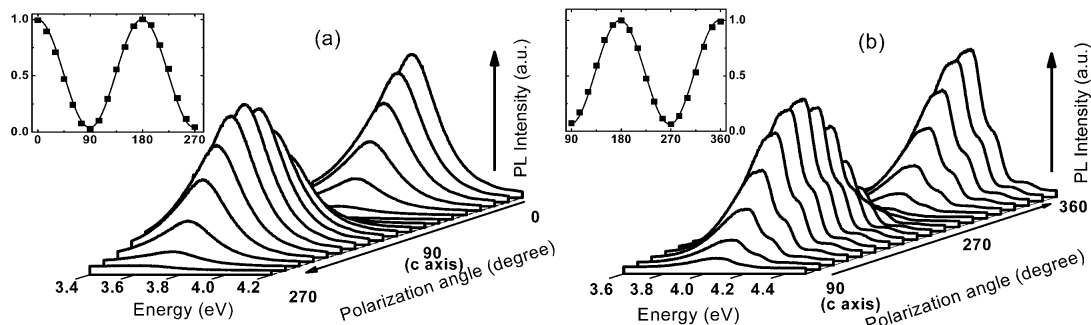 (a)
1.0
0.5
0.0
0 90 180 270
PL Intensity (a.u.)
0
90
(c axis)
270
Polarization angle (degree)
3.4 3.6 3.8 4.0 4.2
Energy (eV)
(b)
1.0
0.5
0.0
90 180 270 360
PL Intensity (a.u.)
360
270
90
(c axis)
Polarization angle (degree)
3.6 3.8 4.0 4.2 4.4
Energy (eV)